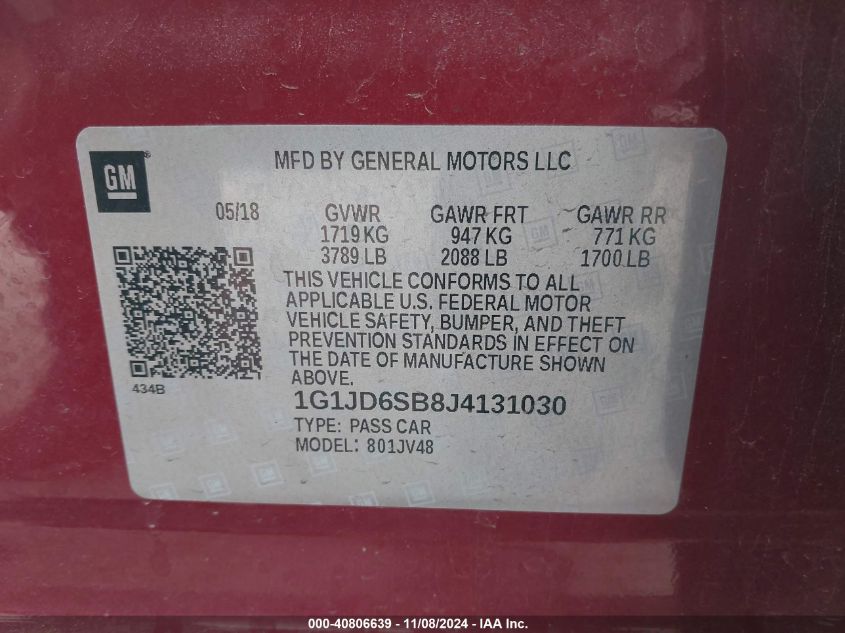 GM
MFD BY GENERAL MOTORS LLC
05/18 GVWR GAWR FRT GAWR RR
1719 KG 947 KG 771 KG
3789 LB 2088 LB 1700 LB
THIS VEHICLE CONFORMS TO ALL
APPLICABLE U.S. FEDERAL MOTOR
VEHICLE SAFETY, BUMPER, AND THEFT
PREVENTION STANDARDS IN EFFECT ON
THE DATE OF MANUFACTURE SHOWN
ABOVE.
434B
1G1JD6SB8J4131030
TYPE: PASS CAR
MODEL: 801JV48
000-40806639 - 11/08/2024 - IAA Inc.